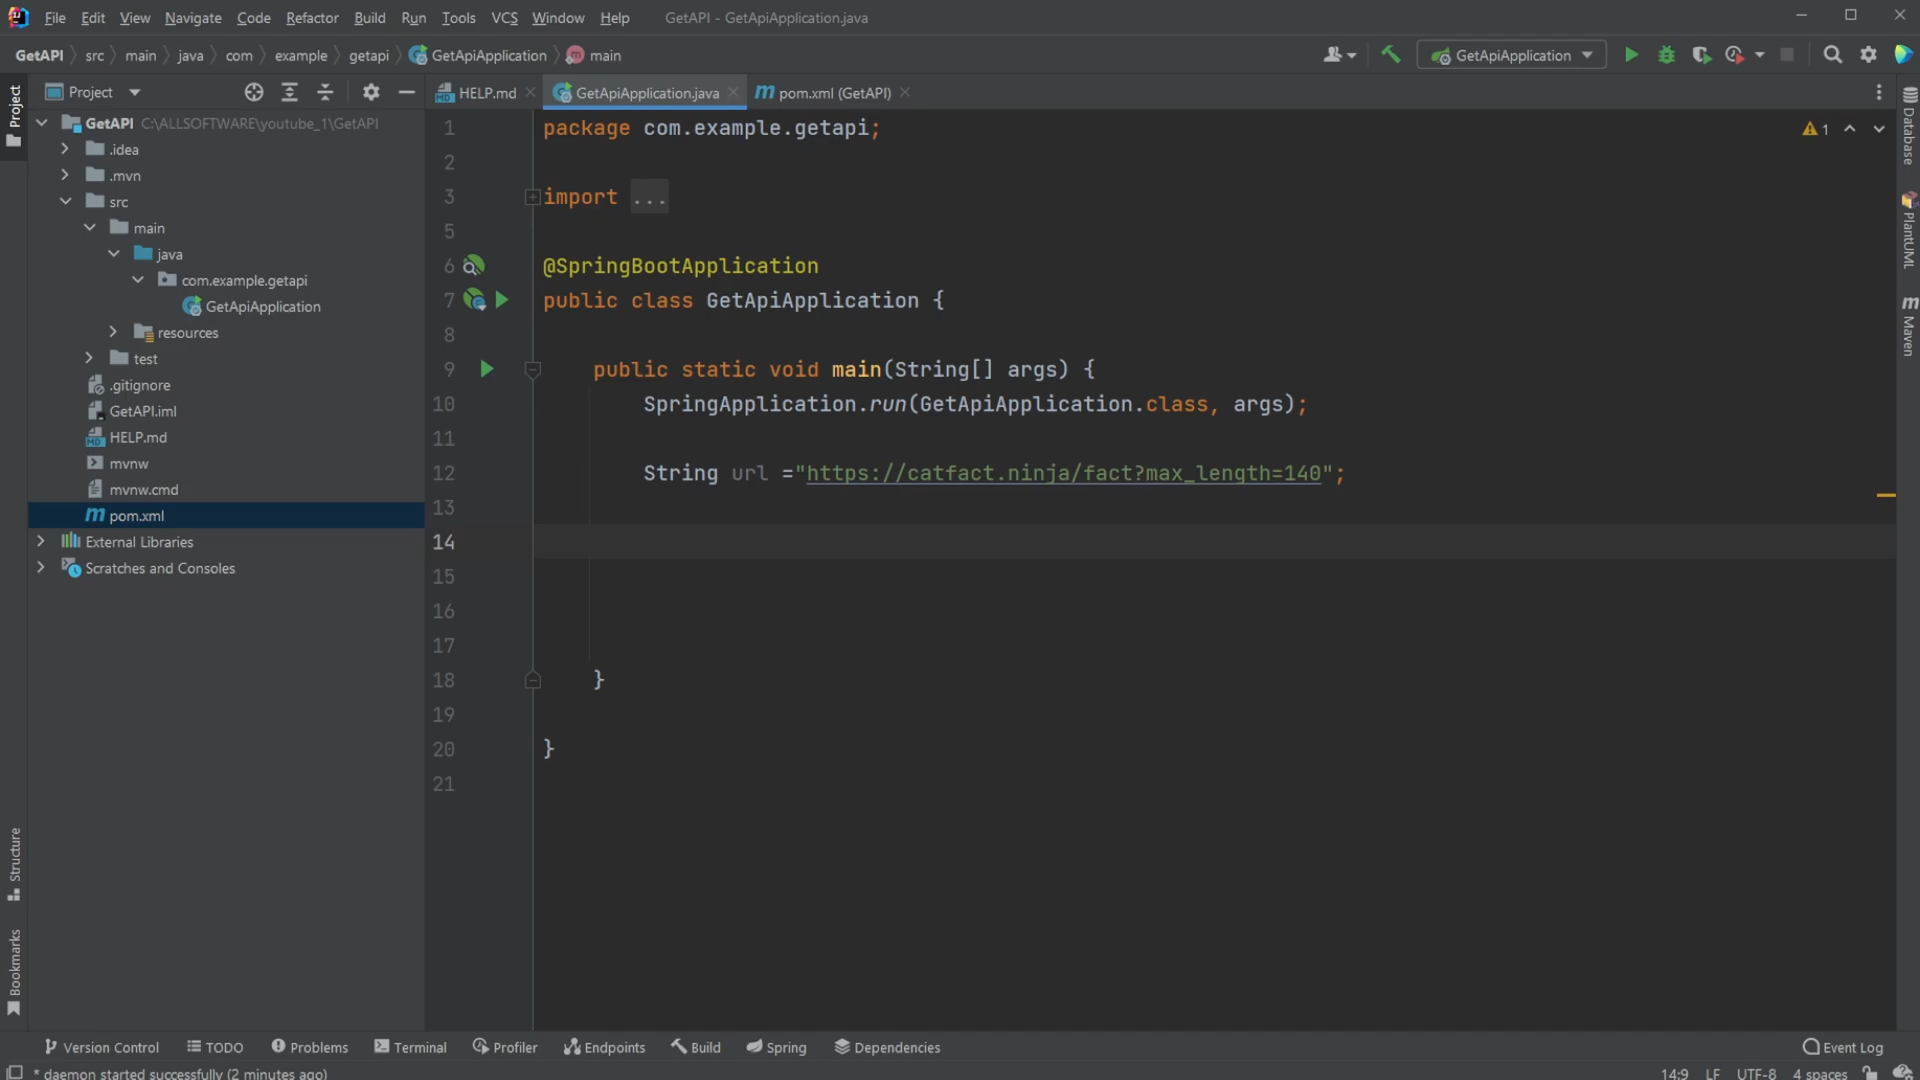 File Edit View Navigate Code Refactor Build Run Tools VCS Window Help GetAPI - GetApiApplication.java
GetAPI src main java com example getapi GetApiApplication main GetApiApplication
Project HELP.md GetApiApplication.java pom.xml (GetAPI)
Project
GetAPI C:\ALLSOFTWARE\youtube_1\GetAPI
.idea
.mvn
src
main
java
com.example.getapi
GetApiApplication
resources
test
.gitignore
GetAPI.iml
HELP.md
mvnw
mvnw.cmd
pom.xml
External Libraries
Scratches and Consoles
1 package com.example.getapi;
2
3 import ...
5
6 @SpringBootApplication
7 public class GetApiApplication {
8
9 public static void main(String[] args) {
10 SpringApplication.run(GetApiApplication.class, args);
11
12 String url ="https://catfact.ninja/fact?max_length=140";
13
14
15
16
17
18 }
19
20 }
21
1
Database
PlantUML
Maven
Structure
Bookmarks
Version Control TODO Problems Terminal Profiler Endpoints Build Spring Dependencies Event Log
* daemon started successfully (2 minutes ago) 14:9 LF UTF-8 4 spaces